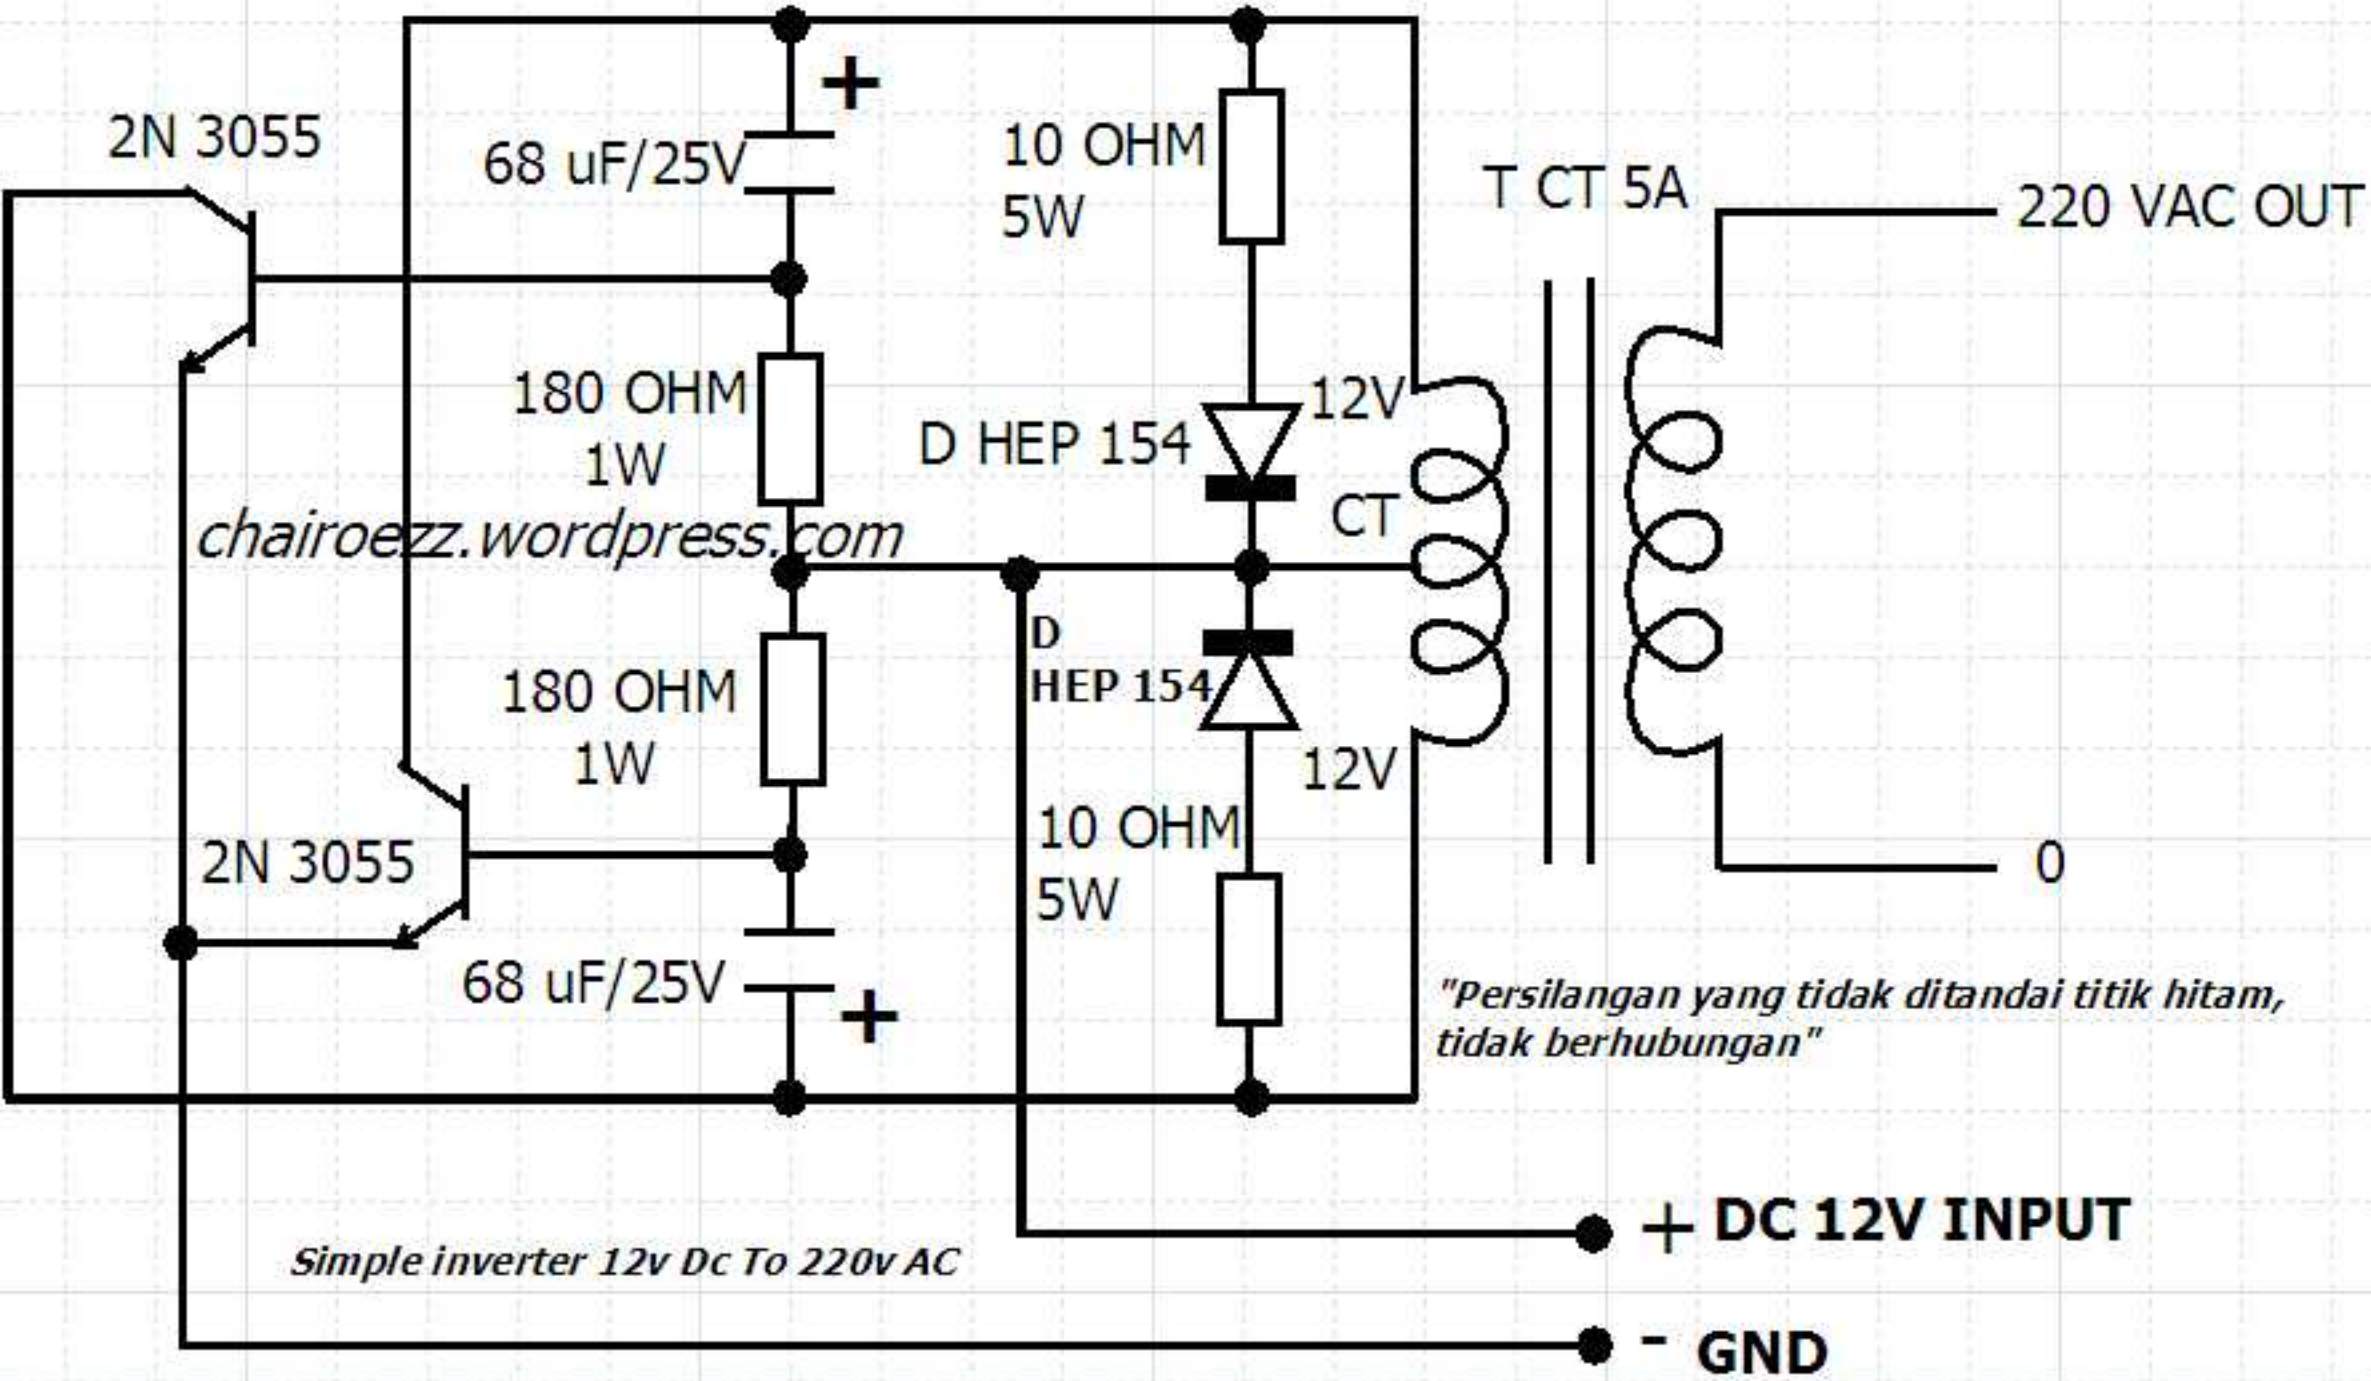 2N 3055
68 uF/25V
+
10 OHM
5W
T CT 5A
220 VAC OUT
180 OHM
1W
D HEP 154
12V
CT
chairoezz.wordpress.com
D
HEP 154
180 OHM
1W
12V
2N 3055
10 OHM
5W
0
68 uF/25V
+
"Persilangan yang tidak ditandai titik hitam,
tidak berhubungan"
+ DC 12V INPUT
Simple inverter 12v Dc To 220v AC
- GND